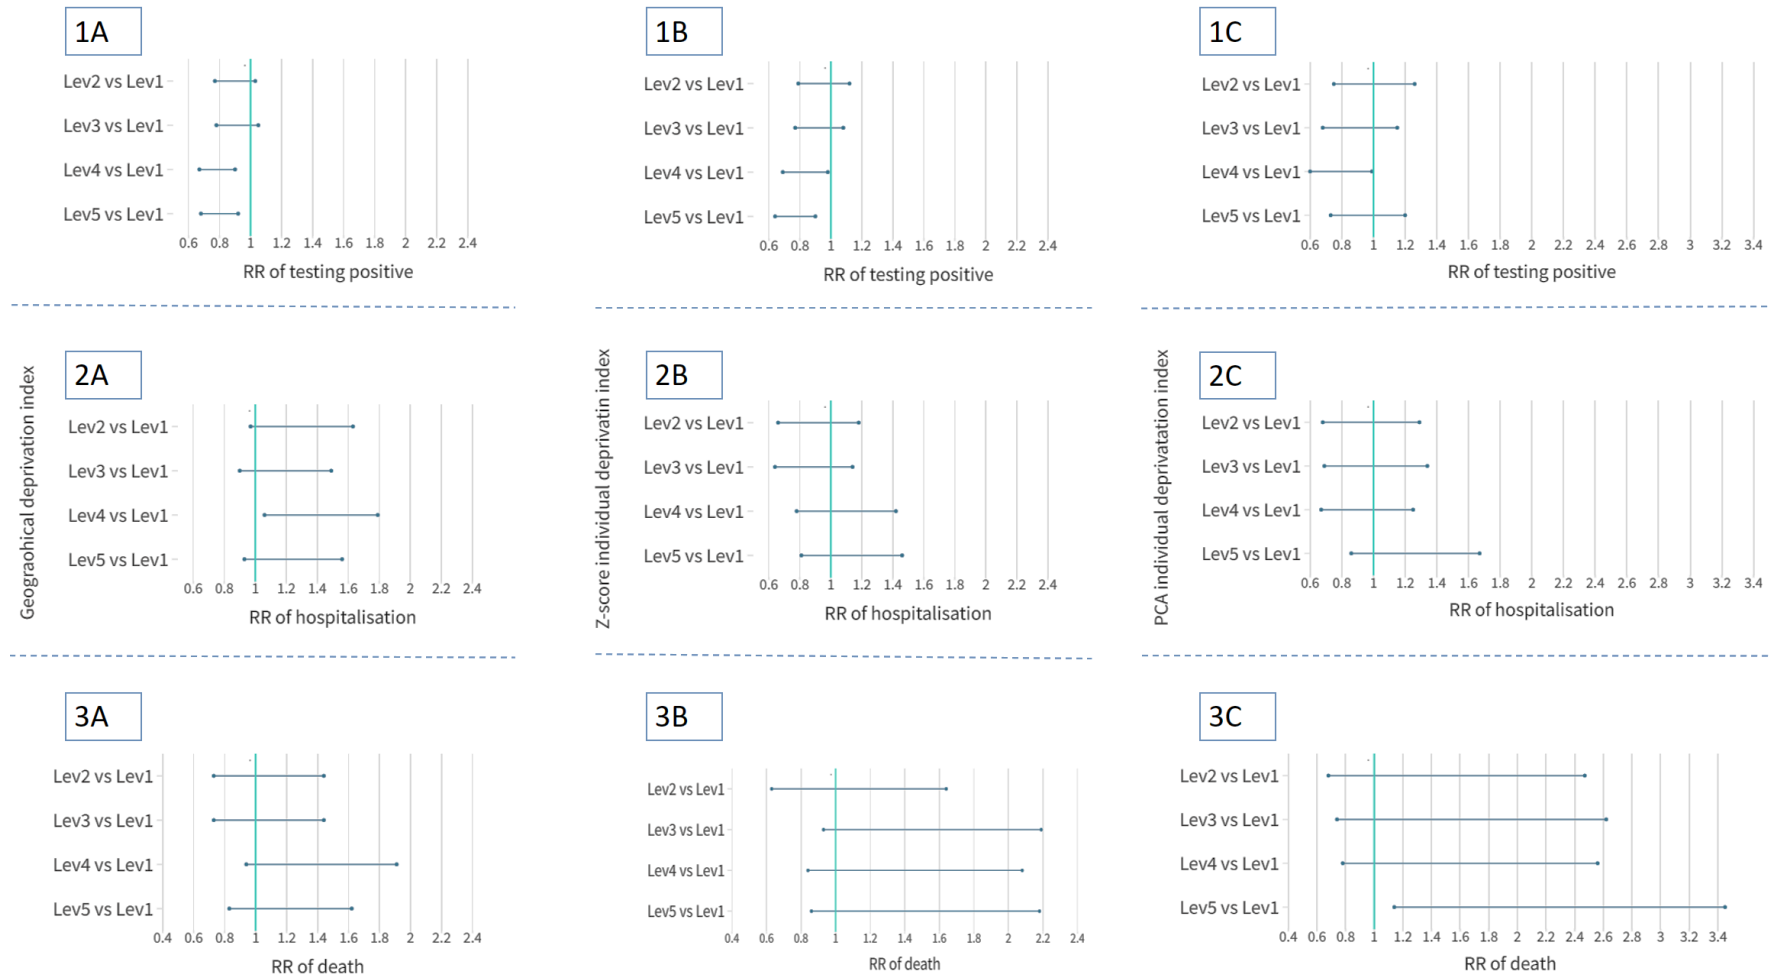 1A
Lev2 vs Lev1
Lev3 vs Lev1
Lev4 vs Lev1
Lev5 vs Lev1
0.6 0.8 1 1.2 1.4 1.6 1.8 2 2.2 2.4
RR of testing positive
1B
Lev2 vs Lev1
Lev3 vs Lev1
Lev4 vs Lev1
Lev5 vs Lev1
0.6 0.8 1 1.2 1.4 1.6 1.8 2 2.2 2.4
RR of testing positive
1C
Lev2 vs Lev1
Lev3 vs Lev1
Lev4 vs Lev1
Lev5 vs Lev1
0.6 0.8 1 1.2 1.4 1.6 1.8 2 2.2 2.4 2.6 2.8 3 3.2 3.4
RR of testing positive
Geograohical deprivation index
2A
Lev2 vs Lev1
Lev3 vs Lev1
Lev4 vs Lev1
Lev5 vs Lev1
0.6 0.8 1 1.2 1.4 1.6 1.8 2 2.2 2.4
RR of hospitalisation
Z-score individual deprivatin index
2B
Lev2 vs Lev1
Lev3 vs Lev1
Lev4 vs Lev1
Lev5 vs Lev1
0.6 0.8 1 1.2 1.4 1.6 1.8 2 2.2 2.4
RR of hospitalisation
PCA individual deprivatation index
2C
Lev2 vs Lev1
Lev3 vs Lev1
Lev4 vs Lev1
Lev5 vs Lev1
0.6 0.8 1 1.2 1.4 1.6 1.8 2 2.2 2.4 2.6 2.8 3 3.2 3.4
RR of hospitalisation
3A
Lev2 vs Lev1
Lev3 vs Lev1
Lev4 vs Lev1
Lev5 vs Lev1
0.4 0.6 0.8 1 1.2 1.4 1.6 1.8 2 2.2 2.4
RR of death
3B
Lev2 vs Lev1
Lev3 vs Lev1
Lev4 vs Lev1
Lev5 vs Lev1
0.4 0.6 0.8 1 1.2 1.4 1.6 1.8 2 2.2 2.4
RR of death
3C
Lev2 vs Lev1
Lev3 vs Lev1
Lev4 vs Lev1
Lev5 vs Lev1
0.4 0.6 0.8 1 1.2 1.4 1.6 1.8 2 2.2 2.4 2.6 2.8 3 3.2 3.4
RR of death